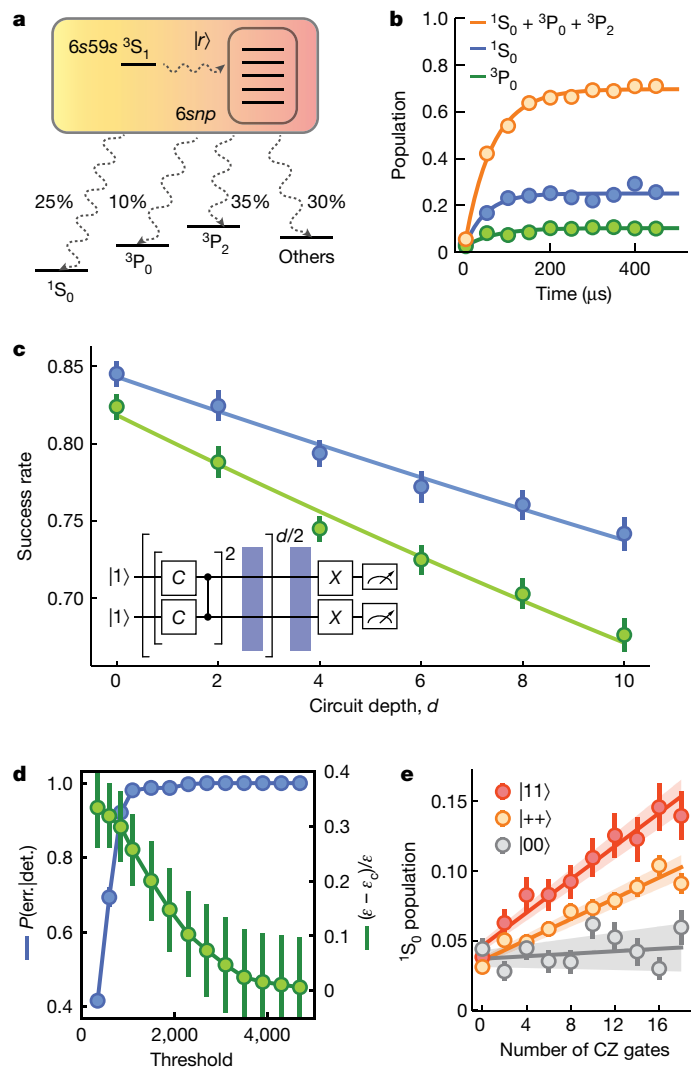 a
6s59s ³S₁
|r⟩
6snp
25%
10%
35%
30%
¹S₀
³P₀
³P₂
Others
b
1.0
0.8
0.6
0.4
0.2
0
Population
¹S₀ + ³P₀ + ³P₂
¹S₀
³P₀
0
200
400
Time (μs)
c
0.85
0.80
0.75
0.70
Success rate
|1⟩
|1⟩
C
C
2
d/2
X
X
0
2
4
6
8
10
Circuit depth, d
d
1.0
0.8
0.6
0.4
P(err.|det.)
0.4
0.3
0.2
0.1
0
(ε − ε꜀)/ε
2,000
4,000
Threshold
e
|11⟩
|++⟩
|00⟩
0.15
0.10
0.05
0
¹S₀ population
0
4
8
12
16
Number of CZ gates